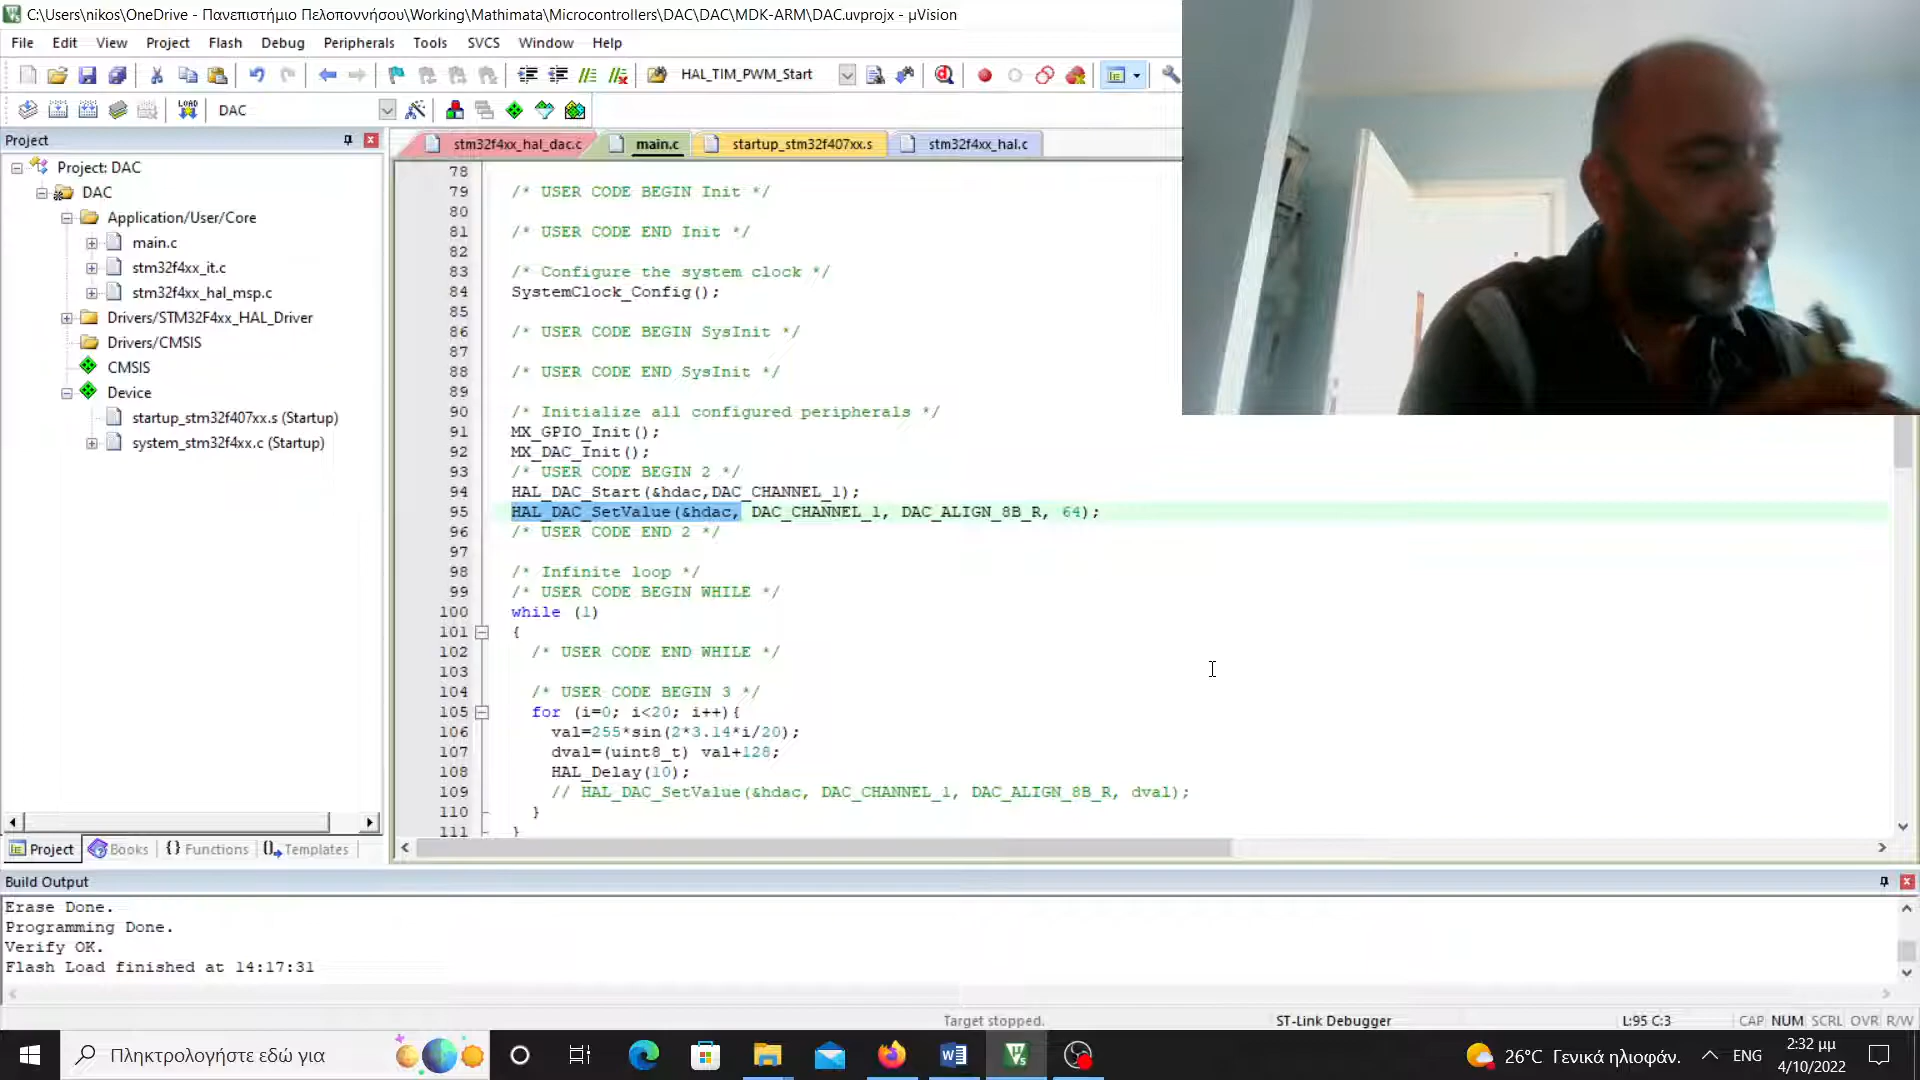 C:\Users\nikos\OneDrive - Πανεπιστήμιο Πελοποννήσου\Working\Mathimata\Microcontrollers\DAC\DAC\MDK-ARM\DAC.uvprojx - µVision
File Edit View Project Flash Debug Peripherals Tools SVCS Window Help
HAL_TIM_PWM_Start
LOAD DAC
Project
stm32f4xx_hal_dac.c main.c startup_stm32f407xx.s stm32f4xx_hal.c
Project: DAC
DAC
Application/User/Core
main.c
stm32f4xx_it.c
stm32f4xx_hal_msp.c
Drivers/STM32F4xx_HAL_Driver
Drivers/CMSIS
CMSIS
Device
startup_stm32f407xx.s (Startup)
system_stm32f4xx.c (Startup)
78
79 /* USER CODE BEGIN Init */
80
81 /* USER CODE END Init */
82
83 /* Configure the system clock */
84 SystemClock_Config();
85
86 /* USER CODE BEGIN SysInit */
87
88 /* USER CODE END SysInit */
89
90 /* Initialize all configured peripherals */
91 MX_GPIO_Init();
92 MX_DAC_Init();
93 /* USER CODE BEGIN 2 */
94 HAL_DAC_Start(&hdac,DAC_CHANNEL_1);
95 HAL_DAC_SetValue(&hdac, DAC_CHANNEL_1, DAC_ALIGN_8B_R, 64);
96 /* USER CODE END 2 */
97
98 /* Infinite loop */
99 /* USER CODE BEGIN WHILE */
100 while (1)
101 {
102 /* USER CODE END WHILE */
103
104 /* USER CODE BEGIN 3 */
105 for (i=0; i<20; i++){
106 val=255*sin(2*3.14*i/20);
107 dval=(uint8_t) val+128;
108 HAL_Delay(10);
109 // HAL_DAC_SetValue(&hdac, DAC_CHANNEL_1, DAC_ALIGN_8B_R, dval);
110 }
111 }
Project Books {} Functions Templates
Build Output
Erase Done.
Programming Done.
Verify OK.
Flash Load finished at 14:17:31
Target stopped. ST-Link Debugger L:95 C:3 CAP NUM SCRL OVR R/W
Πληκτρολογήστε εδώ για 26°C Γενικά ηλιοφάν. ENG 2:32 μμ
4/10/2022